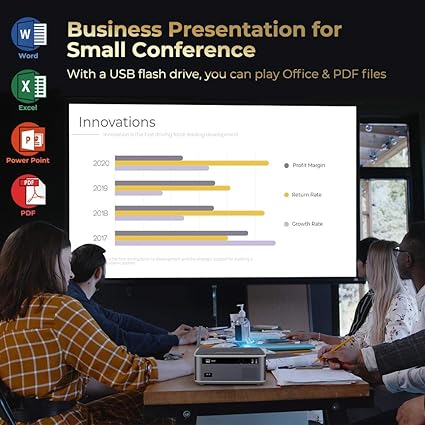 Business Presentation for
Small Conference
With a USB flash drive, you can play Office & PDF files
W
Word
X
Excel
P
Power Point
PDF
PDF
Innovations
Innovation is the first driving force leading development
2020
2019
2018
2017
Profit Margin
Return Rate
Growth Rate